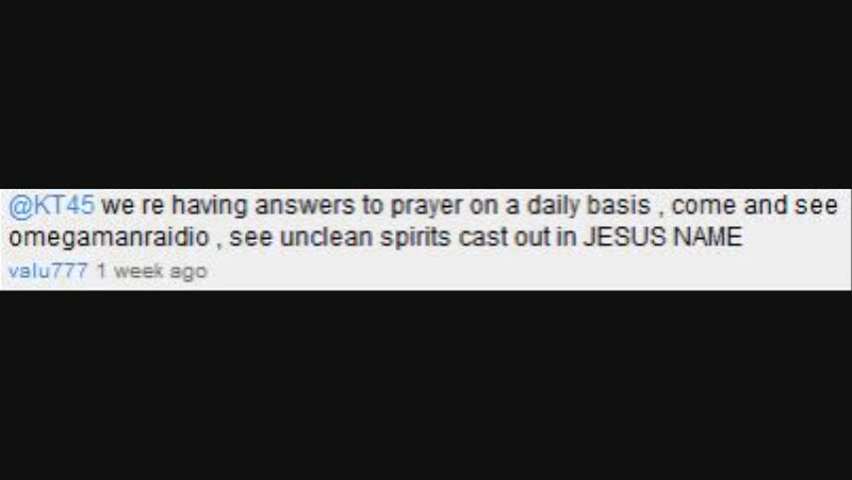 @KT45 we re having answers to prayer on a daily basis , come and see
omegamanraidio , see unclean spirits cast out in JESUS NAME
valu777 1 week ago